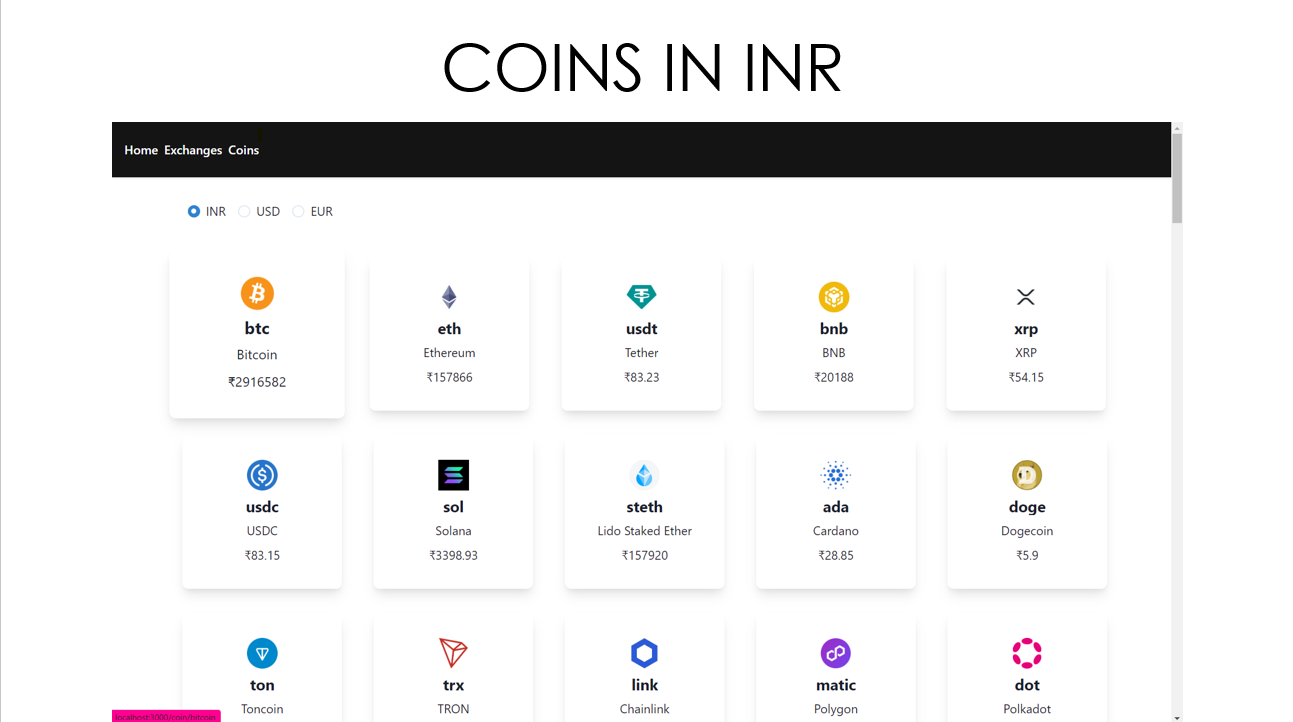 COINS IN INR
Home Exchanges Coins
INR USD EUR
btc
Bitcoin
₹2916582
eth
Ethereum
₹157866
usdt
Tether
₹83.23
bnb
BNB
₹20188
xrp
XRP
₹54.15
usdc
USDC
₹83.15
sol
Solana
₹3398.93
steth
Lido Staked Ether
₹157920
ada
Cardano
₹28.85
doge
Dogecoin
₹5.9
ton
Toncoin
trx
TRON
link
Chainlink
matic
Polygon
dot
Polkadot
localhost:3000/coin/bitcoin